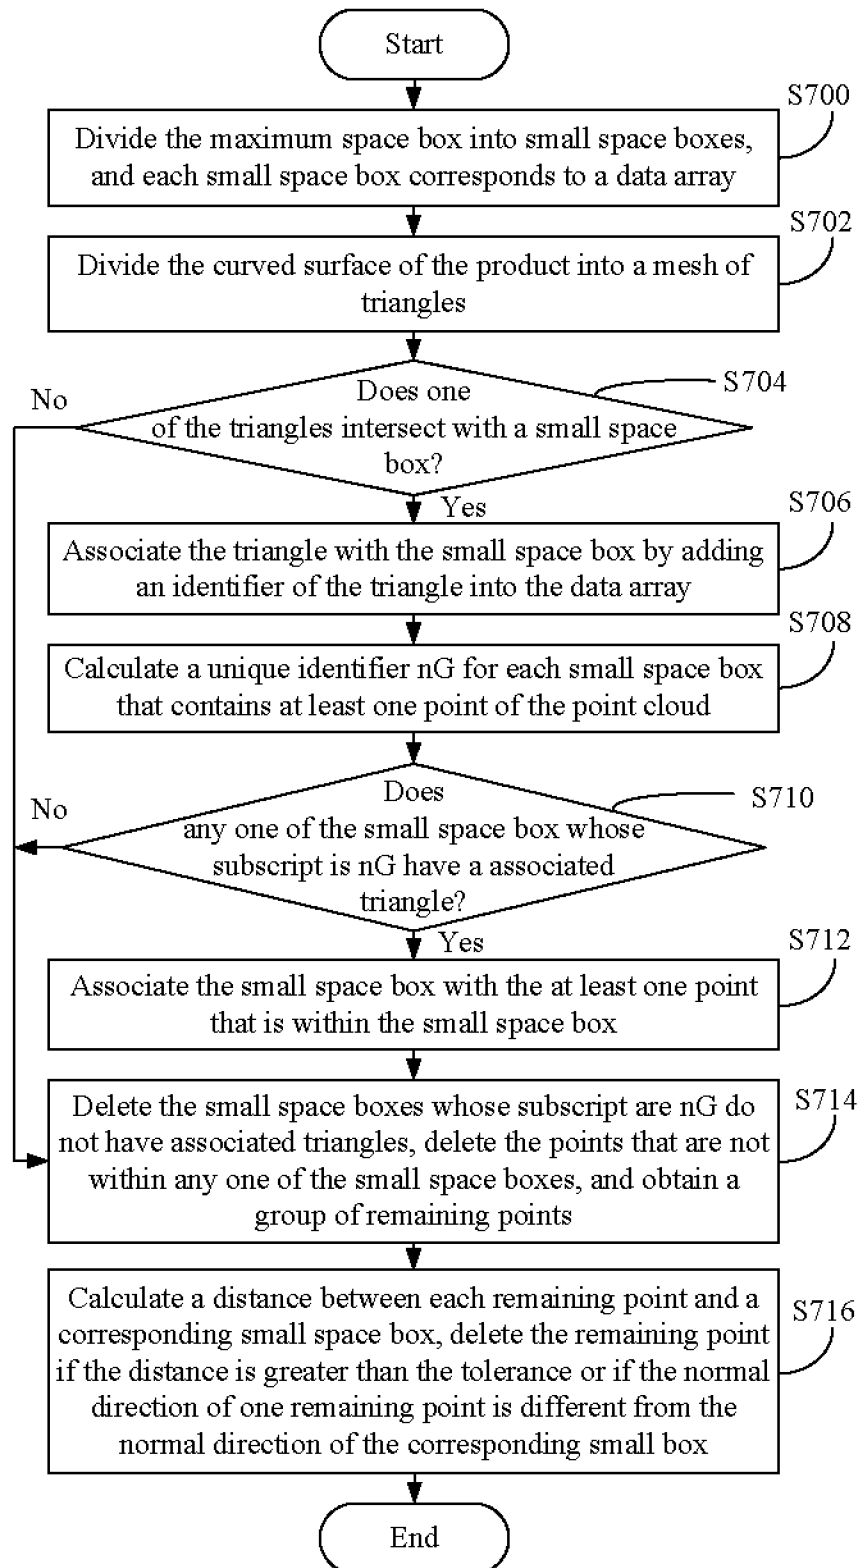 Start
S700
Divide the maximum space box into small space boxes,
and each small space box corresponds to a data array
S702
Divide the curved surface of the product into a mesh of
triangles
S704
No
Does one
of the triangles intersect with a small space
box?
Yes
S706
Associate the triangle with the small space box by adding
an identifier of the triangle into the data array
S708
Calculate a unique identifier nG for each small space box
that contains at least one point of the point cloud
S710
No
Does
any one of the small space box whose
subscript is nG have a associated
triangle?
Yes
S712
Associate the small space box with the at least one point
that is within the small space box
S714
Delete the small space boxes whose subscript are nG do
not have associated triangles, delete the points that are not
within any one of the small space boxes, and obtain a
group of remaining points
S716
Calculate a distance between each remaining point and a
corresponding small space box, delete the remaining point
if the distance is greater than the tolerance or if the normal
direction of one remaining point is different from the
normal direction of the corresponding small box
End